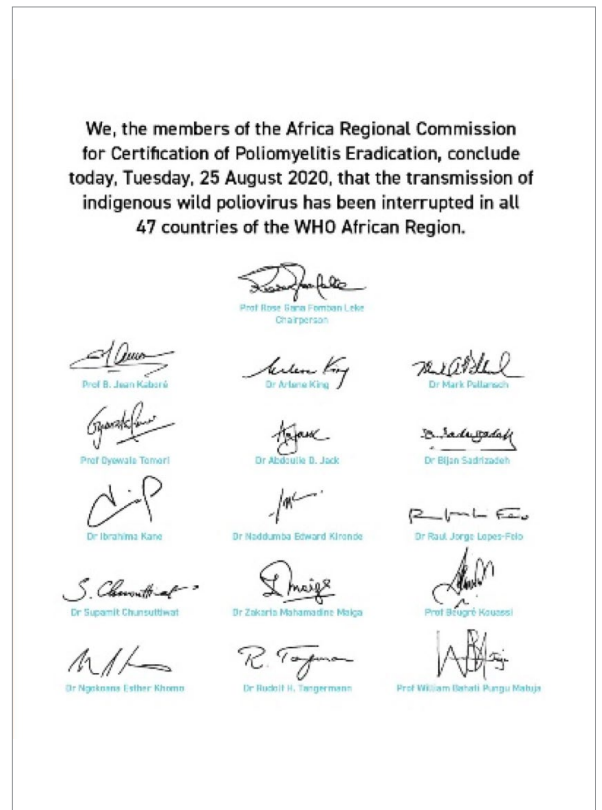 We, the members of the Africa Regional Commission
for Certification of Poliomyelitis Eradication, conclude
today, Tuesday, 25 August 2020, that the transmission of
indigenous wild poliovirus has been interrupted in all
47 countries of the WHO African Region.
Prof Rose Gana Fomban Leke
Chairperson
Prof B. Jean Kaboré
Dr Arlene King
Dr Mark Pallansch
Prof Oyewale Tomori
Dr Abdoulie D. Jack
Dr Bijan Sadrizadeh
Dr Ibrahima Kane
Dr Naddumba Edward Kironde
Dr Raul Jorge Lopes-Feio
S. Chunsuttiwat
Dr Supamit Chunsuttiwat
Dr Zakaria Mahamadine Maiga
Prof Beugré Kouassi
Dr Ngokoana Esther Khomo
Dr Rudolf H. Tangermann
Prof William Bahati Pungu Matuja